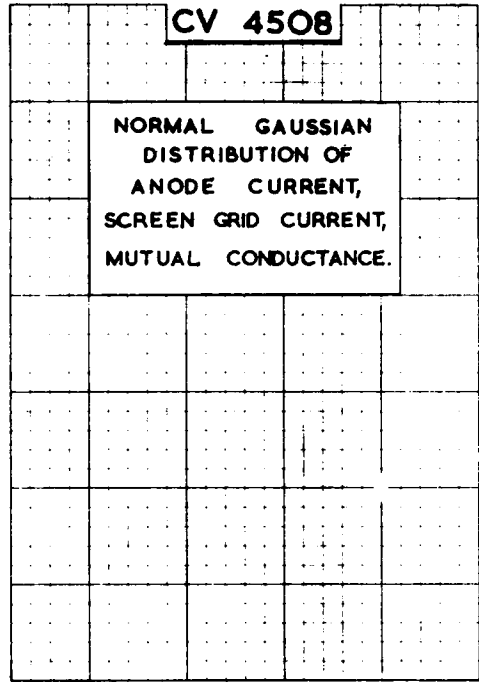 CV 4508
NORMAL GAUSSIAN
DISTRIBUTION OF
ANODE CURRENT,
SCREEN GRID CURRENT,
MUTUAL CONDUCTANCE.